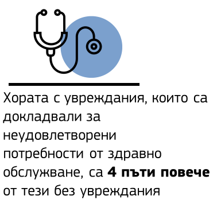 Хората с увреждания, които са
докладвали за
неудовлетворени
потребности от здравно
обслужване, са 4 пъти повече
от тези без увреждания